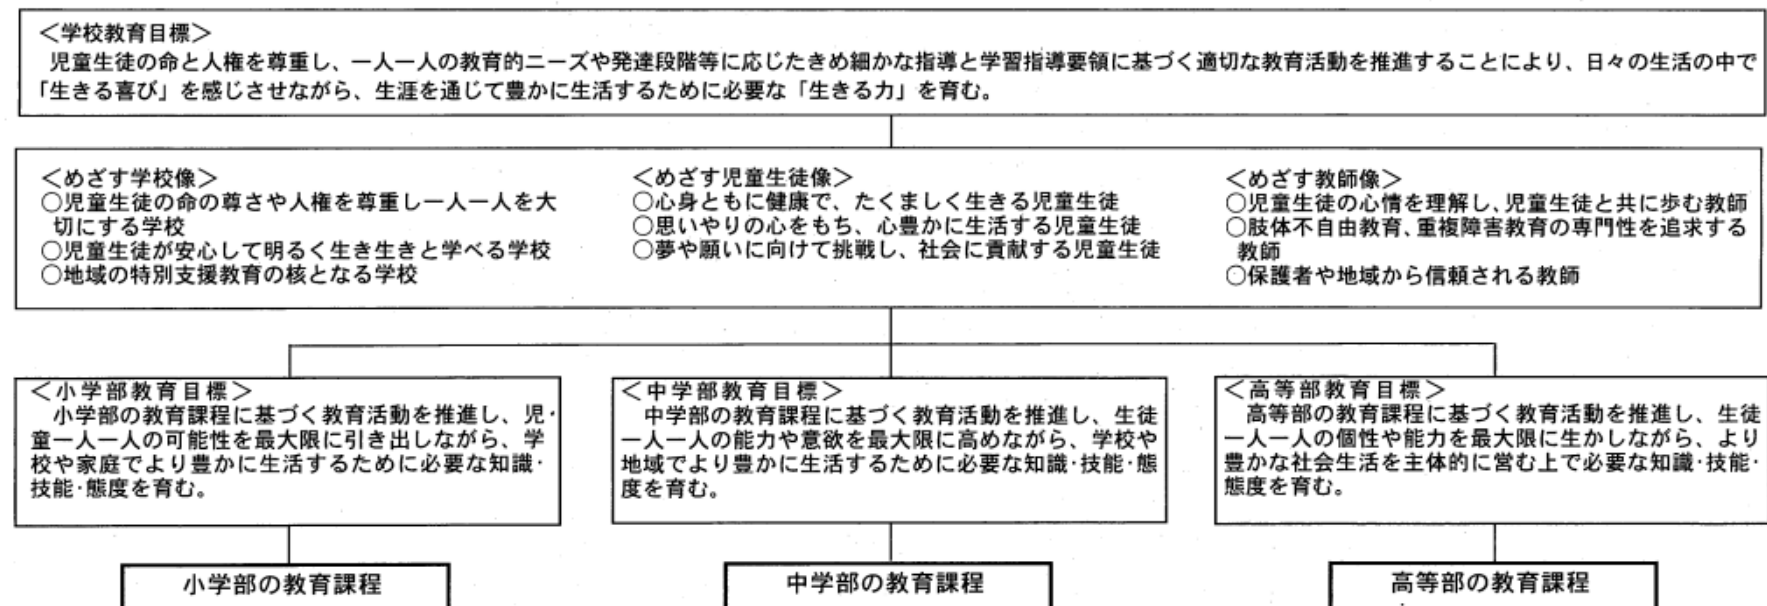 ＜学校教育目標＞
児童生徒の命と人権を尊重し、一人一人の教育的ニーズや発達段階等に応じたきめ細かな指導と学習指導要領に基づく適切な教育活動を推進することにより、日々の生活の中で
「生きる喜び」を感じさせながら、生涯を通じて豊かに生活するために必要な「生きる力」を育む。
＜めざす学校像＞
○児童生徒の命の尊さや人権を尊重し一人一人を大
切にする学校
○児童生徒が安心して明るく生き生きと学べる学校
○地域の特別支援教育の核となる学校
＜めざす児童生徒像＞
○心身ともに健康で、たくましく生きる児童生徒
○思いやりの心をもち、心豊かに生活する児童生徒
○夢や願いに向けて挑戦し、社会に貢献する児童生徒
＜めざす教師像＞
○児童生徒の心情を理解し、児童生徒と共に歩む教師
○肢体不自由教育、重複障害教育の専門性を追求する
教師
○保護者や地域から信頼される教師
＜小学部教育目標＞
小学部の教育課程に基づく教育活動を推進し、児
童一人一人の可能性を最大限に引き出しながら、学
校や家庭でより豊かに生活するために必要な知識・
技能・態度を育む。
＜中学部教育目標＞
中学部の教育課程に基づく教育活動を推進し、生徒
一人一人の能力や意欲を最大限に高めながら、学校や
地域でより豊かに生活するために必要な知識・技能・態
度を育む。
＜高等部教育目標＞
高等部の教育課程に基づく教育活動を推進し、生徒
一人一人の個性や能力を最大限に生かしながら、より
豊かな社会生活を主体的に営む上で必要な知識・技能・
態度を育む。
小学部の教育課程
中学部の教育課程
高等部の教育課程